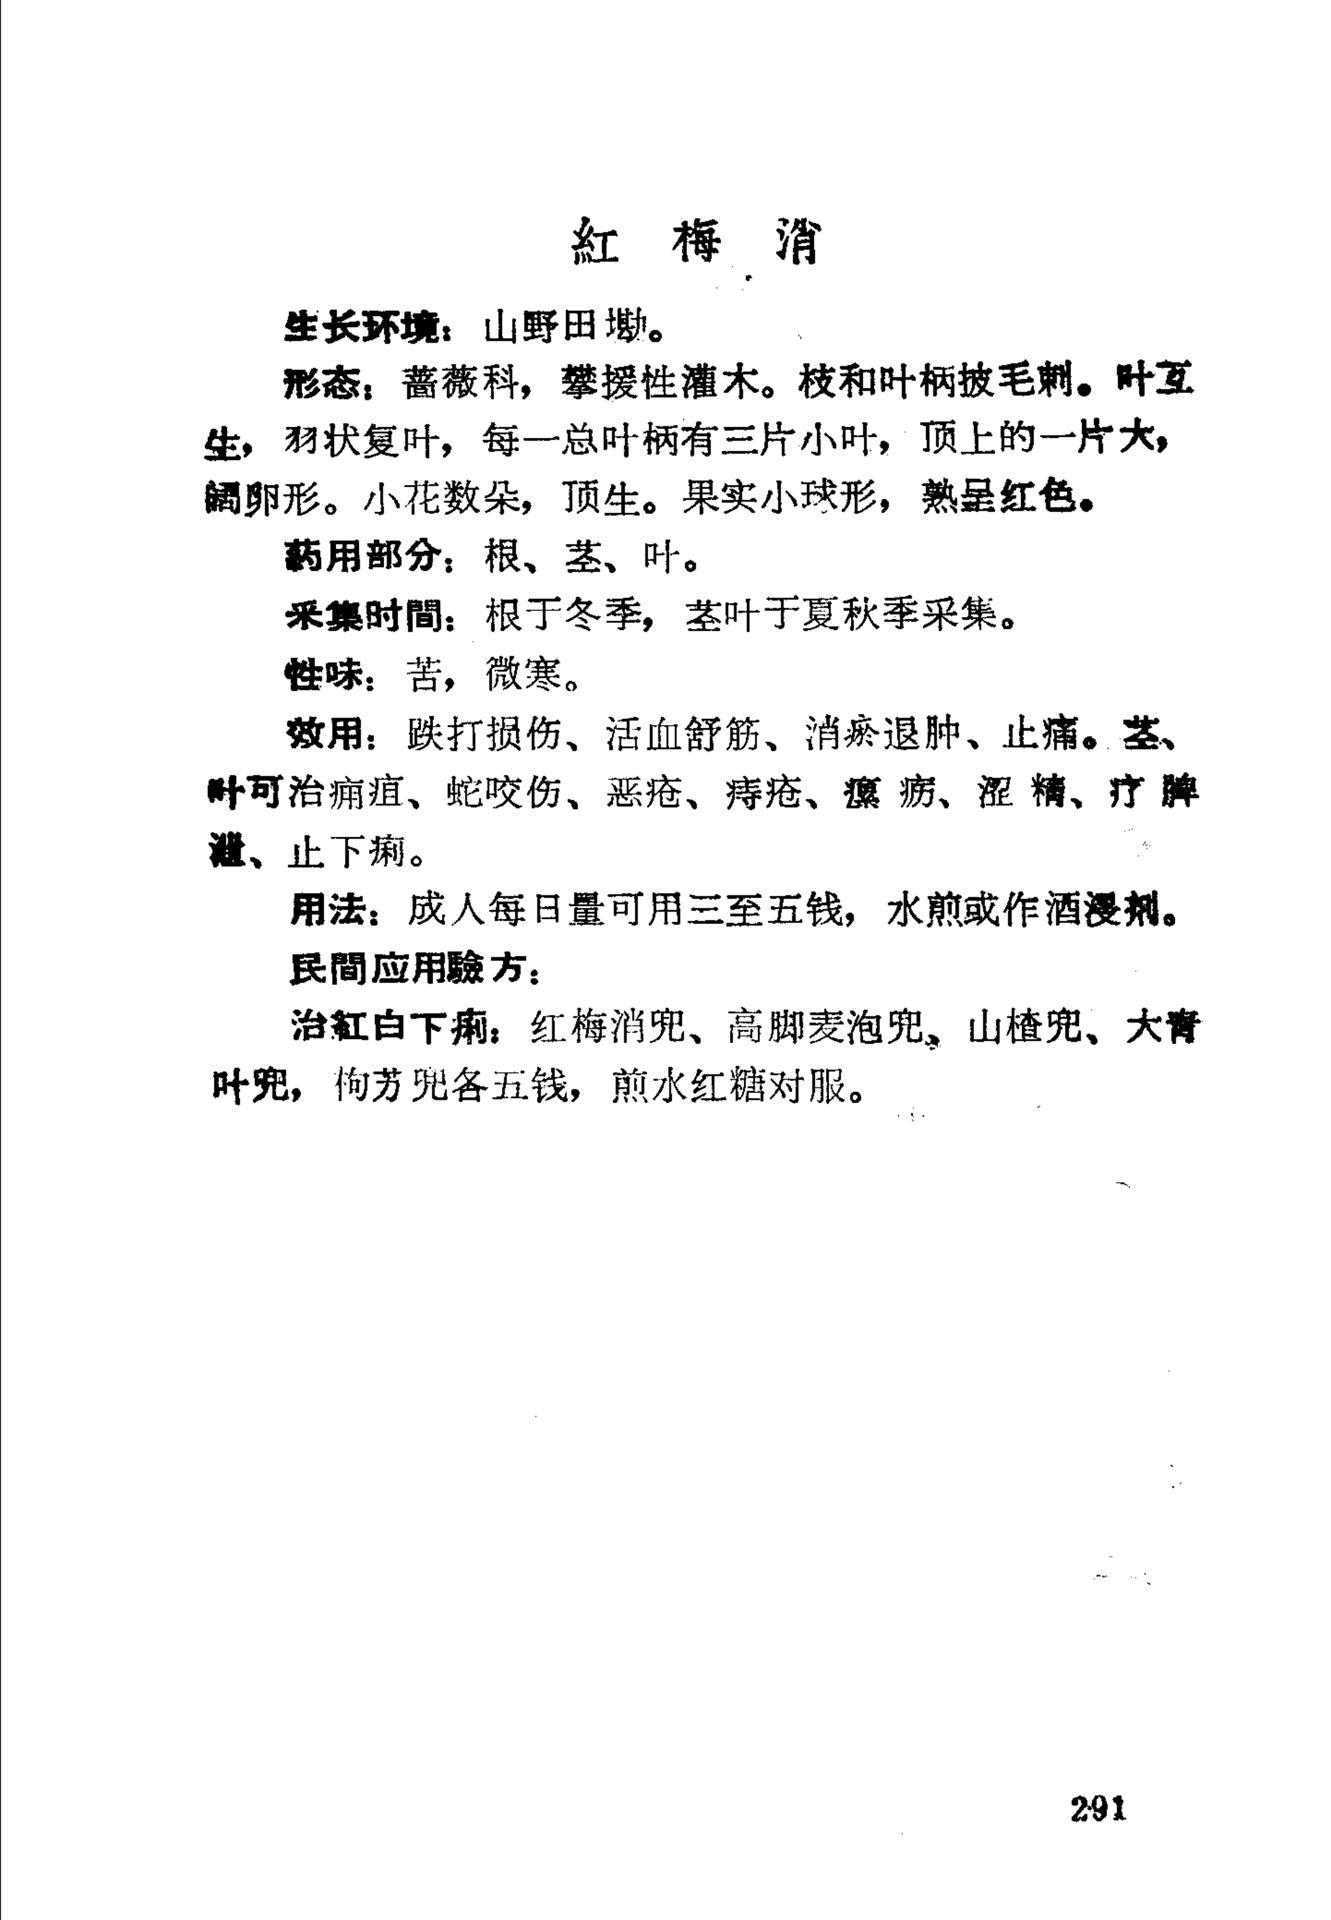 紅梅消
生长环境：山野田墈。
形态：蔷薇科，攀援性灌木。枝和叶柄披毛刺。叶互
生，羽状复叶，每一总叶柄有三片小叶，顶上的一片大，
阔卵形。小花数朵，顶生。果实小球形，熟呈红色。
药用部分：根、茎、叶。
采集时間：根于冬季，茎叶于夏秋季采集。
性味：苦，微寒。
效用：跌打损伤、活血舒筋、消瘀退肿、止痛。茎、
叶可治痈疽、蛇咬伤、恶疮、痔疮、瘰疬、涩精、疗脾
泄、止下痢。
用法：成人每日量可用三至五钱，水煎或作酒浸剂。
民間应用驗方：
治紅白下痢：红梅消兜、高脚麦泡兜、山楂兜、大青
叶兜，枸艻兜各五钱，煎水红糖对服。
291